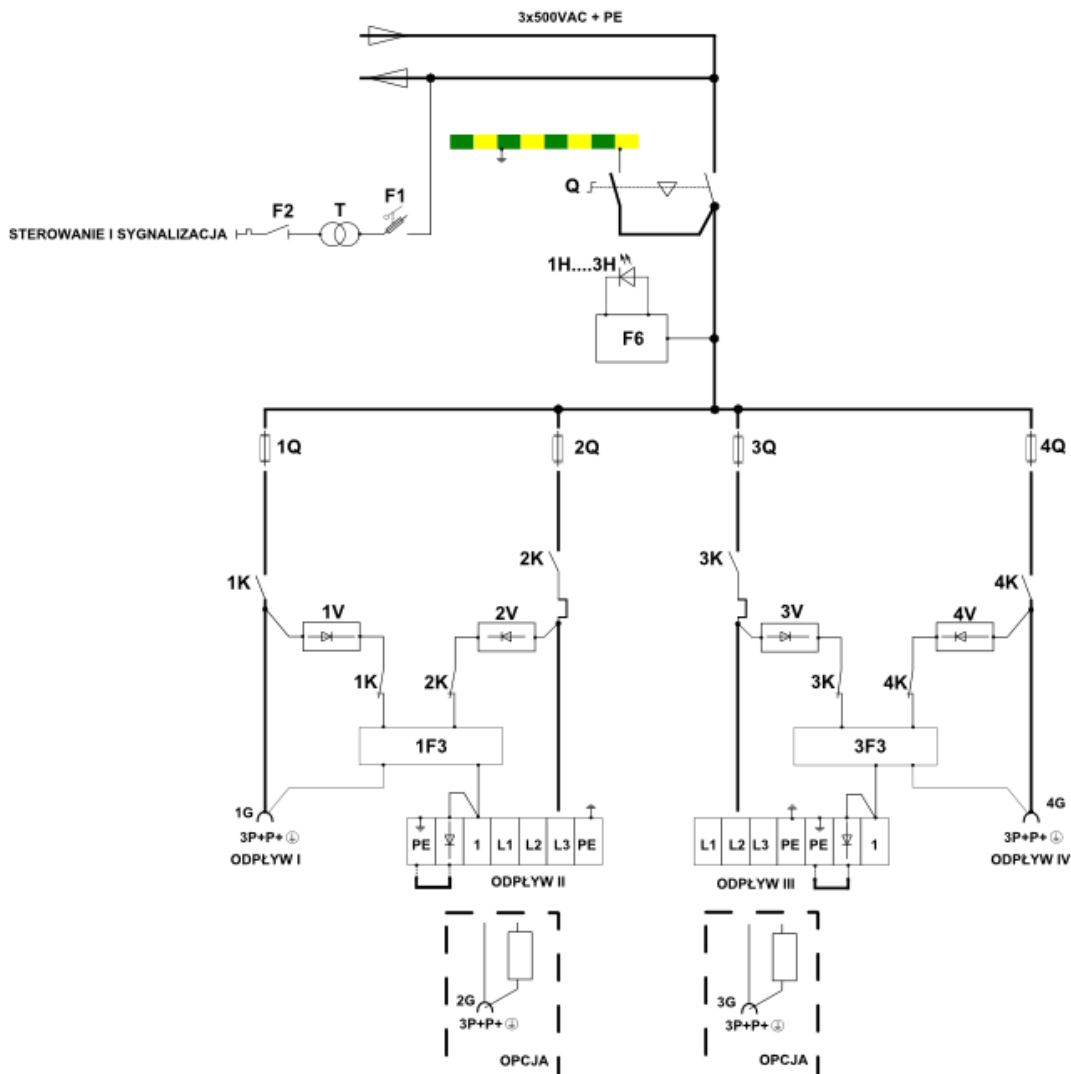 3x500VAC + PE
Q
F1
T
F2
STEROWANIE I SYGNALIZACJA
1H....3H
F6
1Q
2Q
3Q
4Q
2K
3K
1K
4K
1V
2V
3V
4V
1K
2K
3K
4K
1F3
3F3
1G
3P+P+
ODPŁYW I
4G
3P+P+
ODPŁYW IV
PE 1 L1 L2 L3 PE
ODPŁYW II
L1 L2 L3 PE PE 1
ODPŁYW III
2G
3P+P+
OPCJA
3G
3P+P+
OPCJA